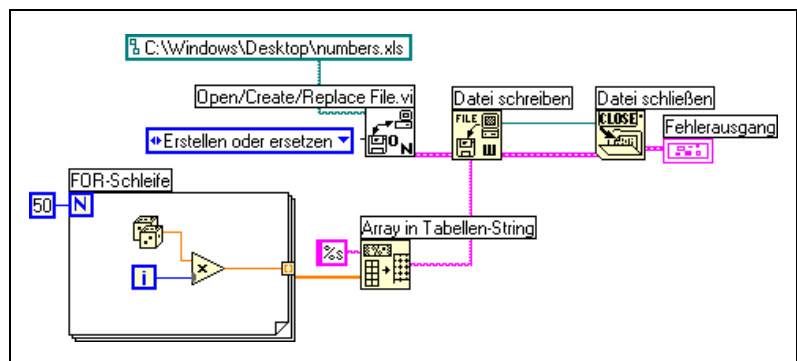 C:\Windows\Desktop\numbers.xls
Open/Create/Replace File.vi
Datei schreiben
Datei schließen
FILE
W
CLOSE
O
N
Fehlerausgang
Erstellen oder ersetzen
FOR-Schleife
50
N
Array in Tabellen-String
%s
i
x